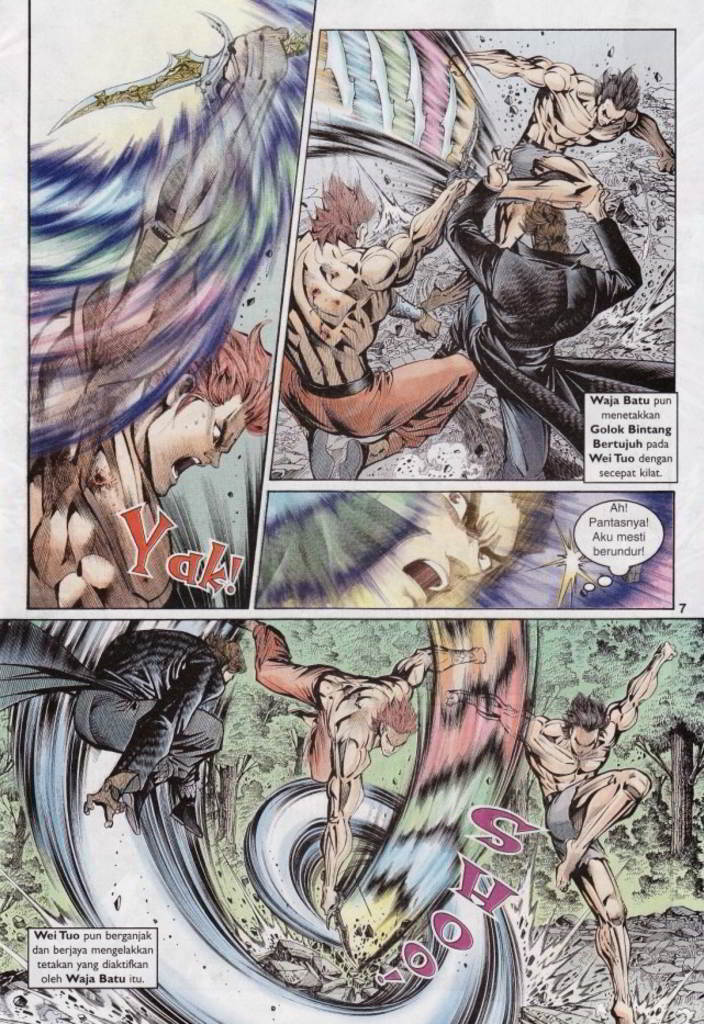 Yak!
Waja Batu pun
menetakkan
Golok Bintang
Bertujuh pada
Wei Tuo dengan
secepat kilat.
Ah!
Pantasnya!
Aku mesti
berundur!
7
SHOO!
Wei Tuo pun berganjak
dan berjaya mengelakkan
tetakan yang diaktifkan
oleh Waja Batu itu.